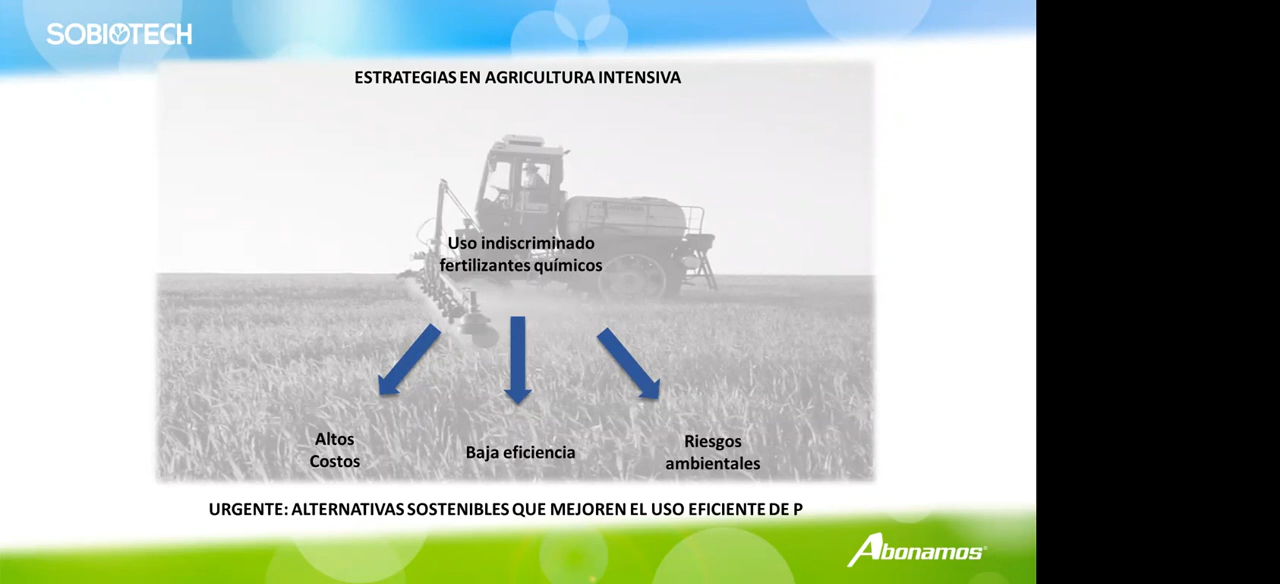 SOBIOTECH
ESTRATEGIAS EN AGRICULTURA INTENSIVA
Uso indiscriminado
fertilizantes químicos
Altos
Costos
Baja eficiencia
Riesgos
ambientales
URGENTE: ALTERNATIVAS SOSTENIBLES QUE MEJOREN EL USO EFICIENTE DE P
Abonamos®